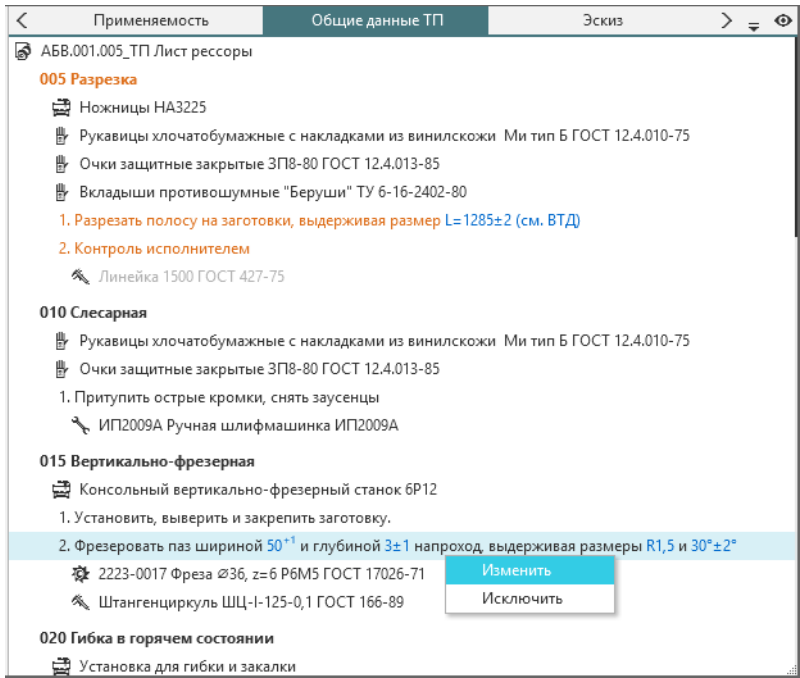 Применяемость Общие данные ТП Эскиз
АБВ.001.005_ТП Лист рессоры
005 Разрезка
Ножницы НА3225
Рукавицы хлочатобумажные с накладками из винилскожи Ми тип Б ГОСТ 12.4.010-75
Очки защитные закрытые ЗП8-80 ГОСТ 12.4.013-85
Вкладыши противошумные "Беруши" ТУ 6-16-2402-80
1. Разрезать полосу на заготовки, выдерживая размер L=1285±2 (см. ВТД)
2. Контроль исполнителем
Линейка 1500 ГОСТ 427-75
010 Слесарная
Рукавицы хлочатобумажные с накладками из винилскожи Ми тип Б ГОСТ 12.4.010-75
Очки защитные закрытые ЗП8-80 ГОСТ 12.4.013-85
1. Притупить острые кромки, снять заусенцы
ИП2009А Ручная шлифмашинка ИП2009А
015 Вертикально-фрезерная
Консольный вертикально-фрезерный станок 6Р12
1. Установить, выверить и закрепить заготовку.
2. Фрезеровать паз шириной 50⁺¹ и глубиной 3±1 напроход, выдерживая размеры R1,5 и 30°±2°
2223-0017 Фреза ⌀36, z=6 Р6М5 ГОСТ 17026-71
Изменить
Штангенциркуль ШЦ-I-125-0,1 ГОСТ 166-89
Исключить
020 Гибка в горячем состоянии
Установка для гибки и закалки